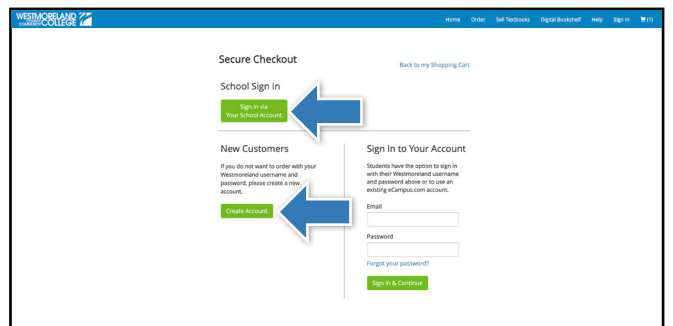 WESTMORELAND
COMMUNITY COLLEGE
Home Order Sell Textbooks Digital Bookshelf Help Sign In (1)
Secure Checkout
Back to my Shopping Cart
School Sign In
Sign in via
Your School Account
New Customers
If you do not want to order with your
Westmoreland username and
password, please create a new
account.
Create Account
Sign In to Your Account
Students have the option to sign in
with their Westmoreland username
and password above or to use an
existing eCampus.com account.
Email
Password
Forgot your password?
Sign In & Continue